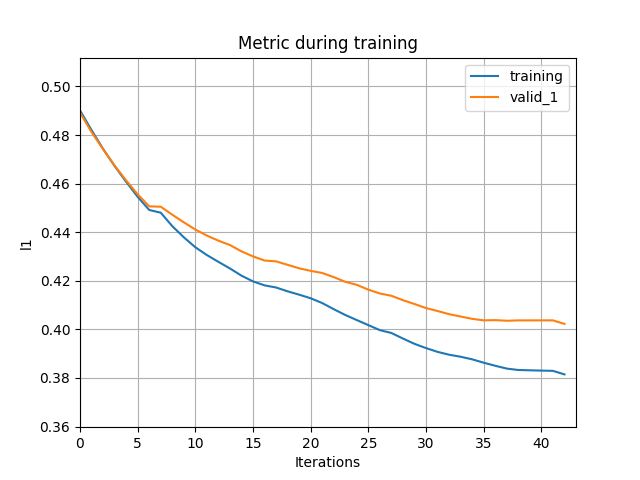 Metric during training
training
valid_1
0.50
0.48
0.46
0.44
0.42
0.40
0.38
0.36
l1
0 5 10 15 20 25 30 35 40
Iterations